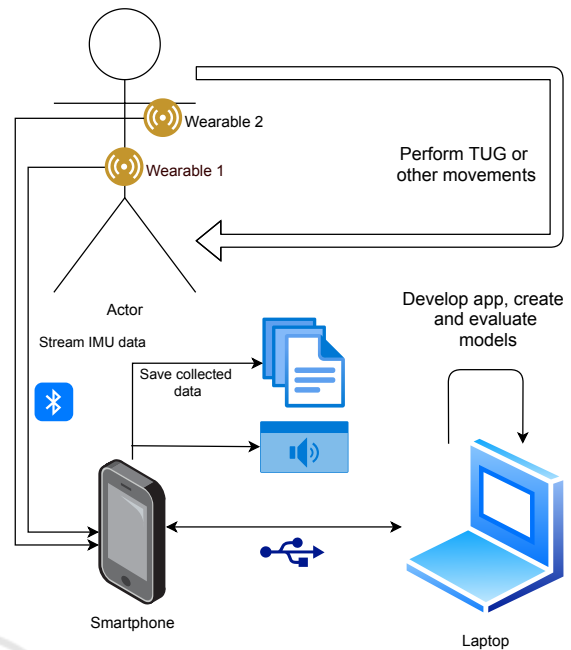 Wearable 2
Wearable 1
Perform TUG or
other movements
Actor
Stream IMU data
Save collected
data
Develop app, create
and evaluate
models
Smartphone
Laptop